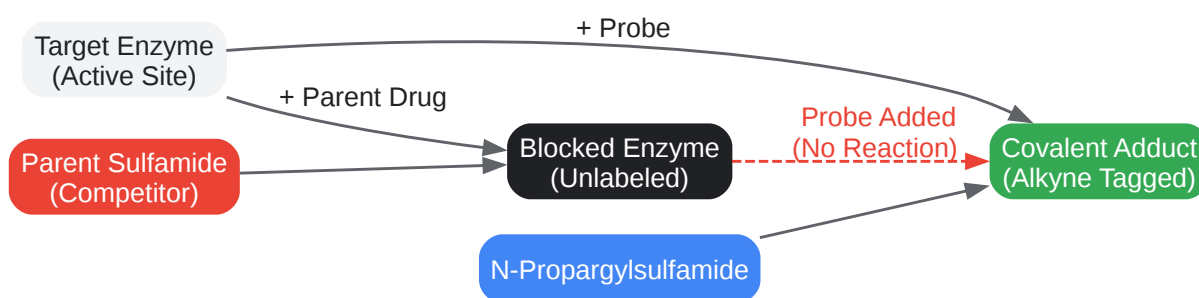 + Probe
Target Enzyme
(Active Site)
+ Parent Drug
Probe Added
(No Reaction)
Parent Sulfamide
(Competitor)
Blocked Enzyme
(Unlabeled)
Covalent Adduct
(Alkyne Tagged)
N-Propargylsulfamide